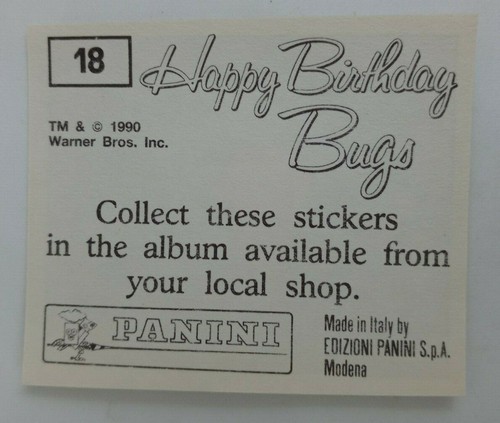 18
Happy Birthday
Bugs
TM & © 1990
Warner Bros. Inc.
Collect these stickers
in the album available from
your local shop.
PANINI
Made in Italy by
EDIZIONI PANINI S.p.A.
Modena